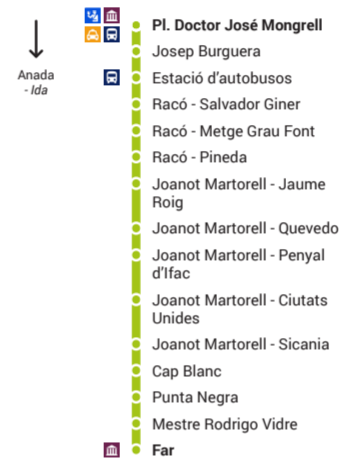 Pl. Doctor José Mongrell
Josep Burguera
Anada
- Ida
Estació d'autobusos
Racó - Salvador Giner
Racó - Metge Grau Font
Racó - Pineda
Joanot Martorell - Jaume
Roig
Joanot Martorell - Quevedo
Joanot Martorell - Penyal
d'Ifac
Joanot Martorell - Ciutats
Unides
Joanot Martorell - Sicania
Cap Blanc
Punta Negra
Mestre Rodrigo Vidre
Far